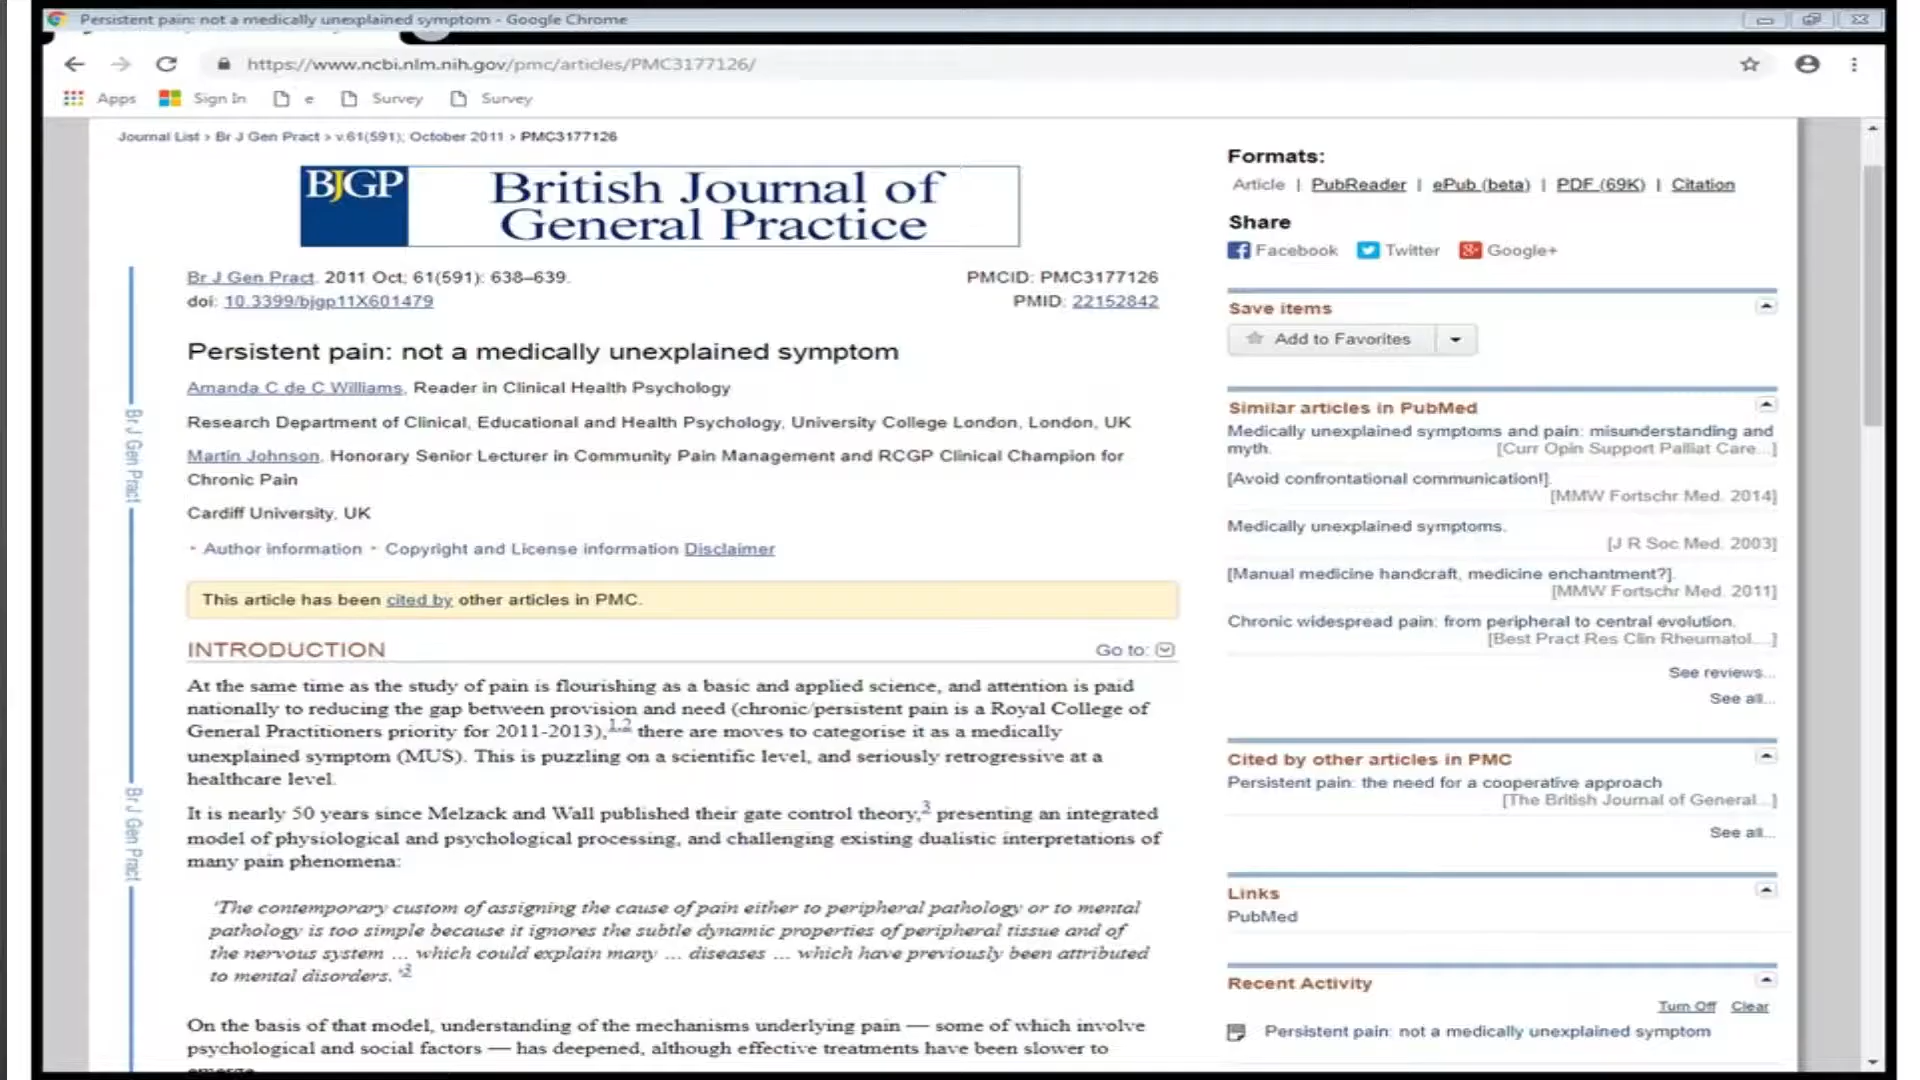 Persistent pain: not a medically unexplained symptom - Google Chrome
https://www.ncbi.nlm.nih.gov/pmc/articles/PMC3177126/
Apps Sign In e Survey Survey
Journal List > Br J Gen Pract > v.61(591); October 2011 > PMC3177126
BJGP British Journal of
General Practice
Br J Gen Pract. 2011 Oct; 61(591): 638–639. PMCID: PMC3177126
doi: 10.3399/bjgp11X601479 PMID: 22152842
Persistent pain: not a medically unexplained symptom
Amanda C de C Williams, Reader in Clinical Health Psychology
Research Department of Clinical, Educational and Health Psychology, University College London, London, UK
Martin Johnson, Honorary Senior Lecturer in Community Pain Management and RCGP Clinical Champion for
Chronic Pain
Cardiff University, UK
Author information Copyright and License information Disclaimer
This article has been cited by other articles in PMC.
INTRODUCTION Go to:
At the same time as the study of pain is flourishing as a basic and applied science, and attention is paid
nationally to reducing the gap between provision and need (chronic/persistent pain is a Royal College of
General Practitioners priority for 2011-2013),1,2 there are moves to categorise it as a medically
unexplained symptom (MUS). This is puzzling on a scientific level, and seriously retrogressive at a
healthcare level.
It is nearly 50 years since Melzack and Wall published their gate control theory,3 presenting an integrated
model of physiological and psychological processing, and challenging existing dualistic interpretations of
many pain phenomena:
'The contemporary custom of assigning the cause of pain either to peripheral pathology or to mental
pathology is too simple because it ignores the subtle dynamic properties of peripheral tissue and of
the nervous system ... which could explain many ... diseases ... which have previously been attributed
to mental disorders.'3
On the basis of that model, understanding of the mechanisms underlying pain — some of which involve
psychological and social factors — has deepened, although effective treatments have been slower to
emerge.
Br J Gen Pract
Br J Gen Pract
Formats:
Article | PubReader | ePub (beta) | PDF (69K) | Citation
Share
Facebook Twitter Google+
Save items
Add to Favorites
Similar articles in PubMed
Medically unexplained symptoms and pain: misunderstanding and
myth. [Curr Opin Support Palliat Care...]
[Avoid confrontational communication!].
[MMW Fortschr Med. 2014]
Medically unexplained symptoms.
[J R Soc Med. 2003]
[Manual medicine handcraft, medicine enchantment?].
[MMW Fortschr Med. 2011]
Chronic widespread pain: from peripheral to central evolution.
[Best Pract Res Clin Rheumatol....]
See reviews...
See all...
Cited by other articles in PMC
Persistent pain: the need for a cooperative approach
[The British Journal of General...]
See all...
Links
PubMed
Recent Activity
Turn Off Clear
Persistent pain: not a medically unexplained symptom